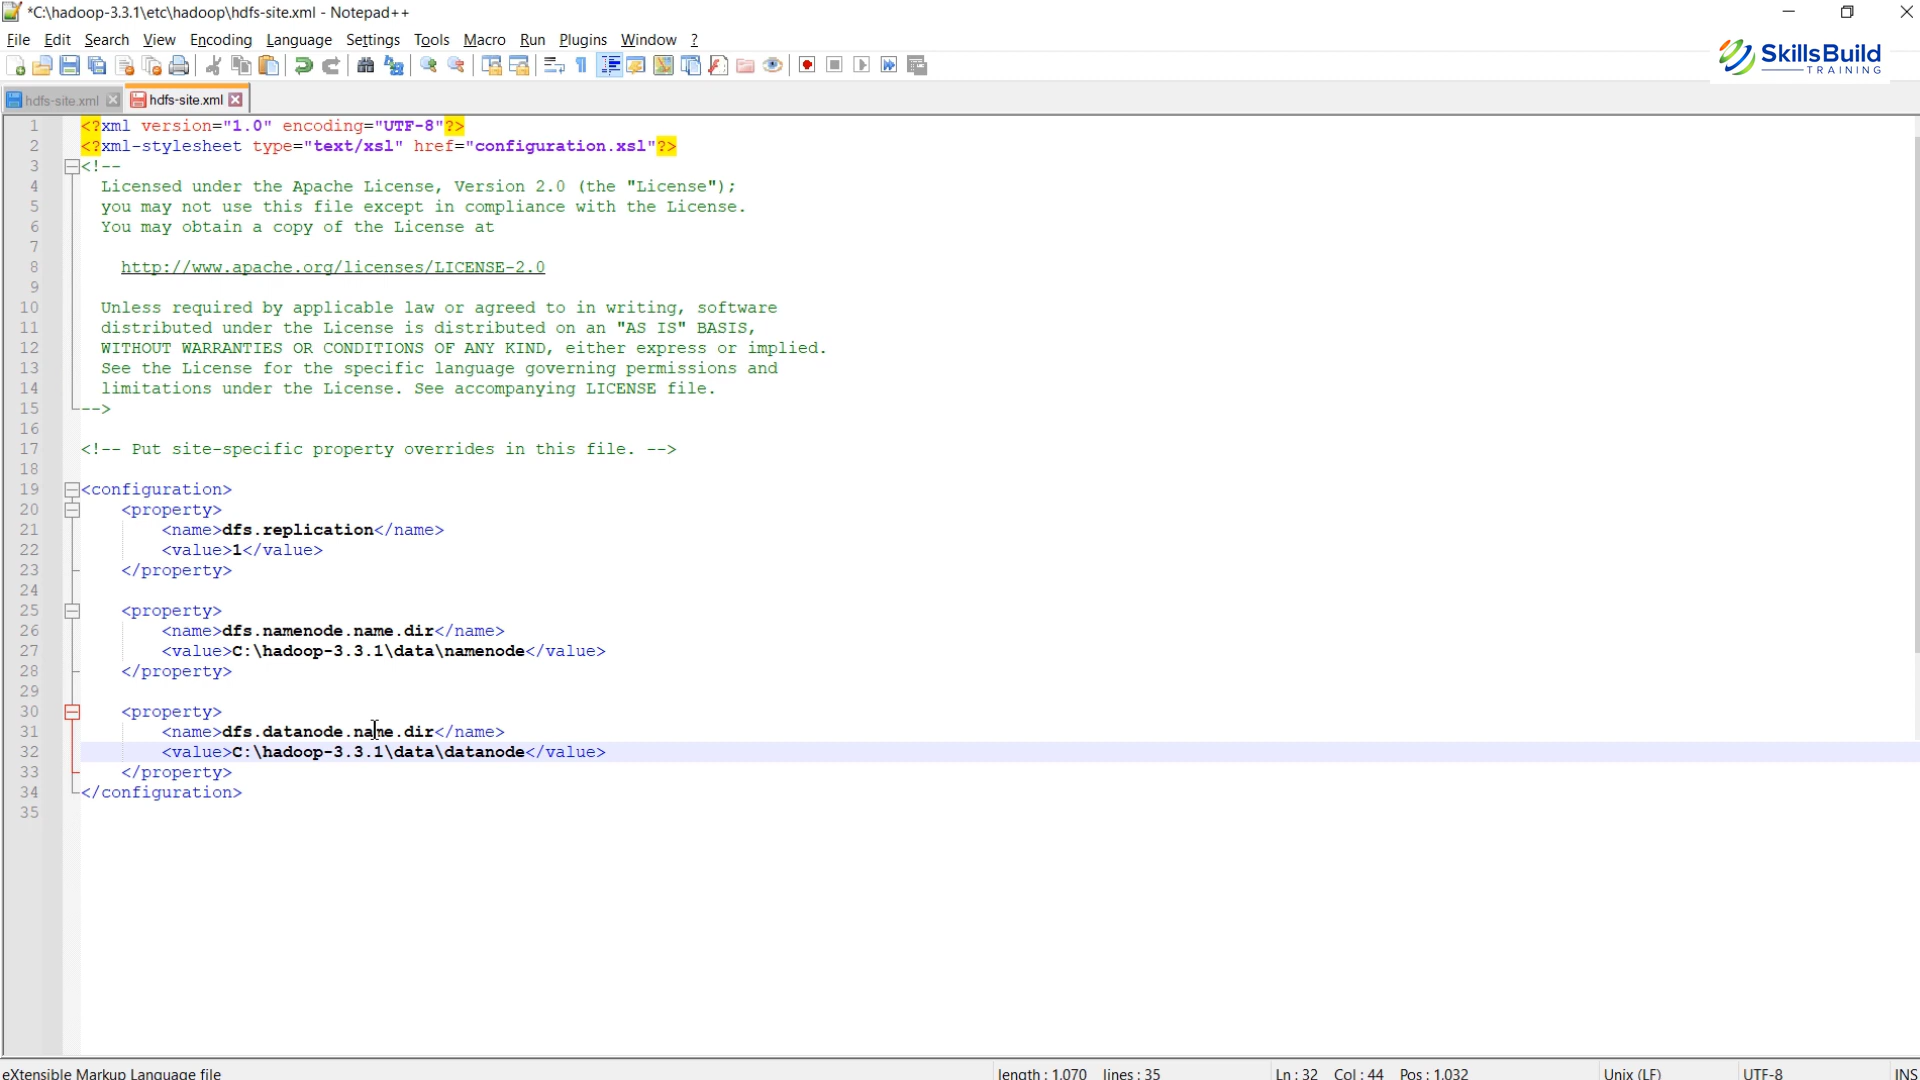 *C:\hadoop-3.3.1\etc\hadoop\hdfs-site.xml - Notepad++
File Edit Search View Encoding Language Settings Tools Macro Run Plugins Window ?
SkillsBuild
TRAINING
hdfs-site.xml hdfs-site.xml
1 <?xml version="1.0" encoding="UTF-8"?>
2 <?xml-stylesheet type="text/xsl" href="configuration.xsl"?>
3 <!--
4 Licensed under the Apache License, Version 2.0 (the "License");
5 you may not use this file except in compliance with the License.
6 You may obtain a copy of the License at
7
8 http://www.apache.org/licenses/LICENSE-2.0
9
10 Unless required by applicable law or agreed to in writing, software
11 distributed under the License is distributed on an "AS IS" BASIS,
12 WITHOUT WARRANTIES OR CONDITIONS OF ANY KIND, either express or implied.
13 See the License for the specific language governing permissions and
14 limitations under the License. See accompanying LICENSE file.
15 -->
16
17 <!-- Put site-specific property overrides in this file. -->
18
19 <configuration>
20 <property>
21 <name>dfs.replication</name>
22 <value>1</value>
23 </property>
24
25 <property>
26 <name>dfs.namenode.name.dir</name>
27 <value>C:\hadoop-3.3.1\data\namenode</value>
28 </property>
29
30 <property>
31 <name>dfs.datanode.name.dir</name>
32 <value>C:\hadoop-3.3.1\data\datanode</value>
33 </property>
34 </configuration>
35
eXtensible Markup Language file length : 1,070 lines : 35 Ln : 32 Col : 44 Pos : 1,032 Unix (LF) UTF-8 INS